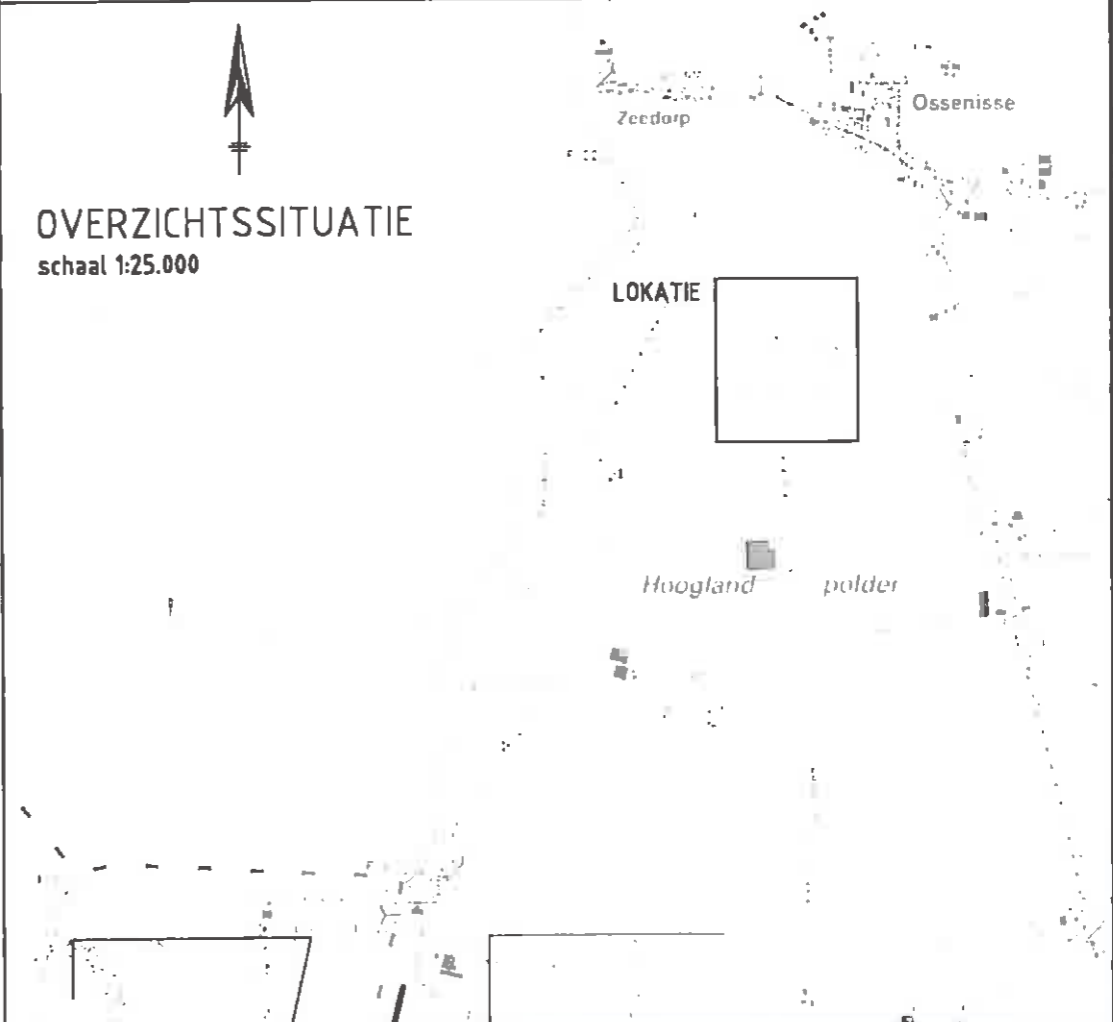 Ossenisse
Zeedorp
OVERZICHTSSITUATIE
schaal 1:25.000
LOKATIE
Hoogland polder